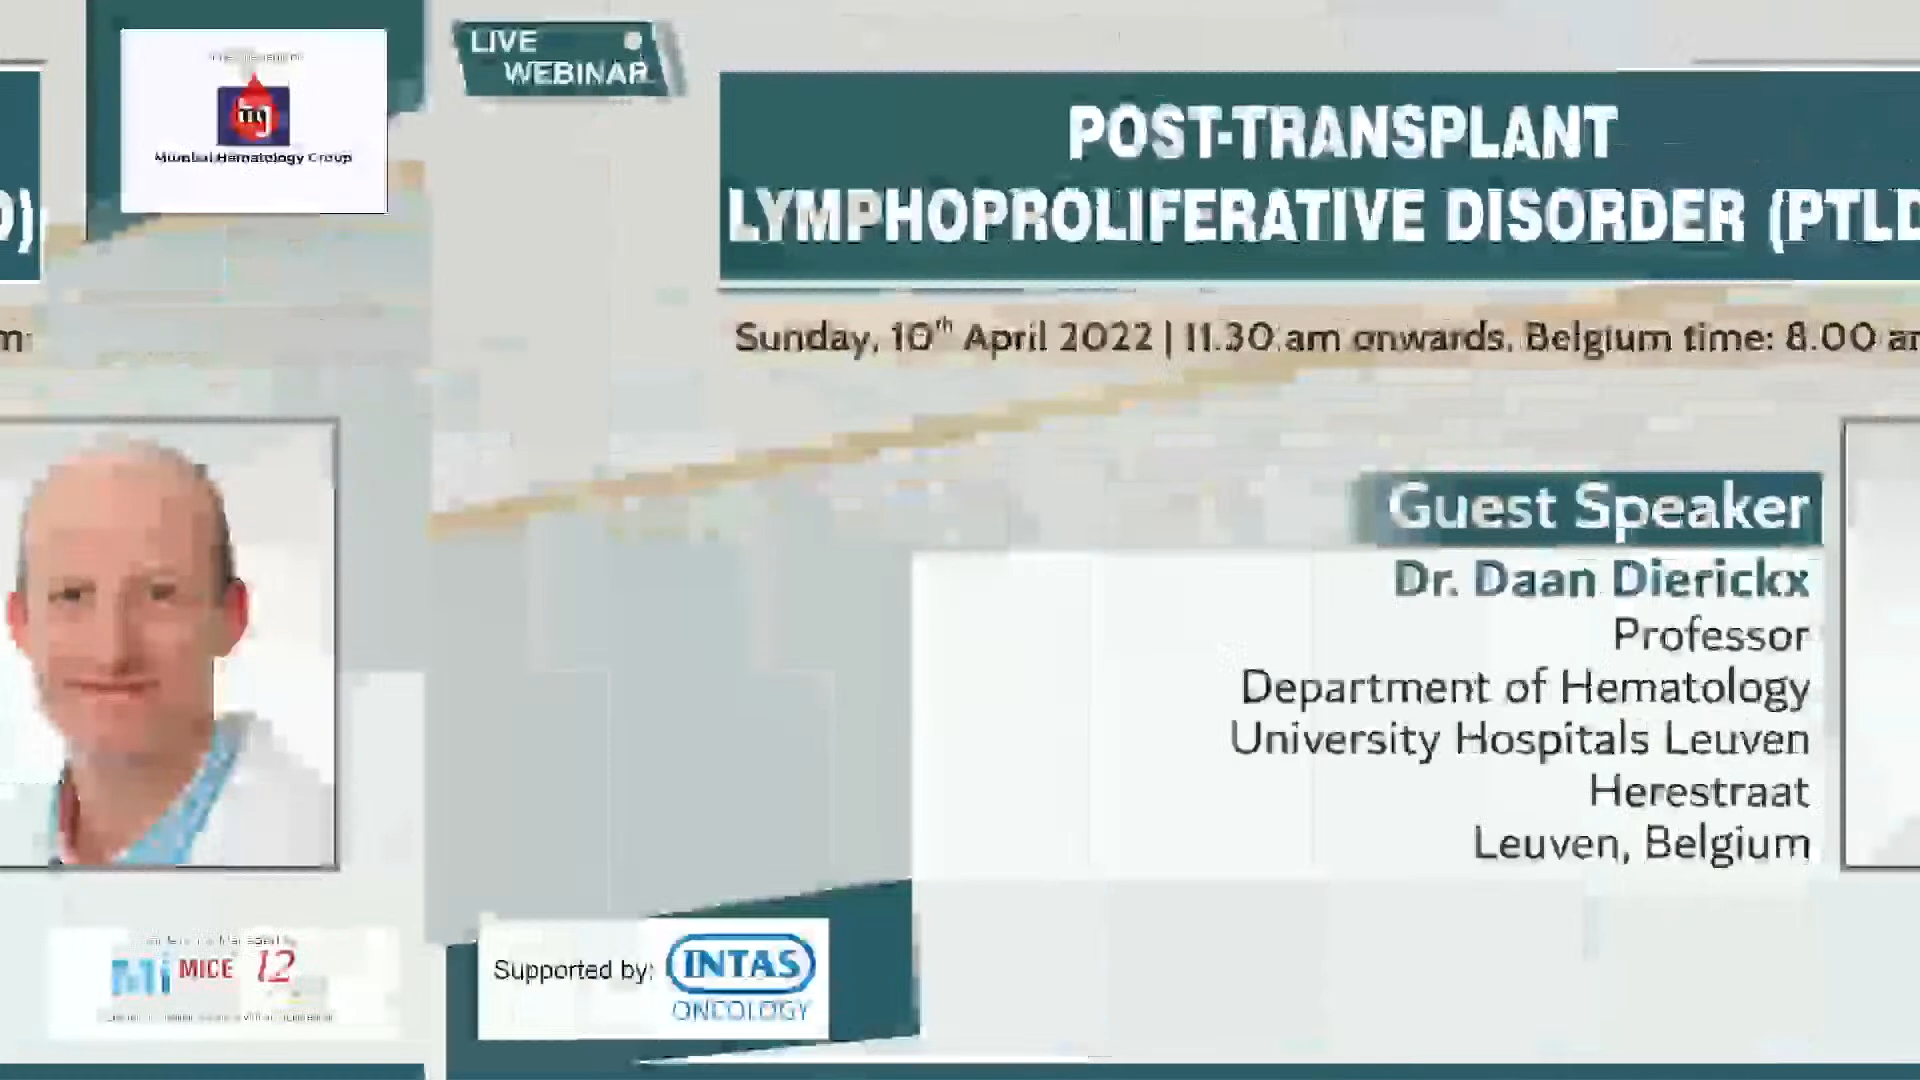 LIVE
WEBINAR
Mumbai Hematology Group
POST-TRANSPLANT
LYMPHOPROLIFERATIVE DISORDER (PTLD
D)
Sunday, 10th April 2022 | 11.30 am onwards, Belgium time: 8.00 am
m
Guest Speaker
Dr. Daan Dierickx
Professor
Department of Hematology
University Hospitals Leuven
Herestraat
Leuven, Belgium
MICE 12
Supported by: INTAS
ONCOLOGY